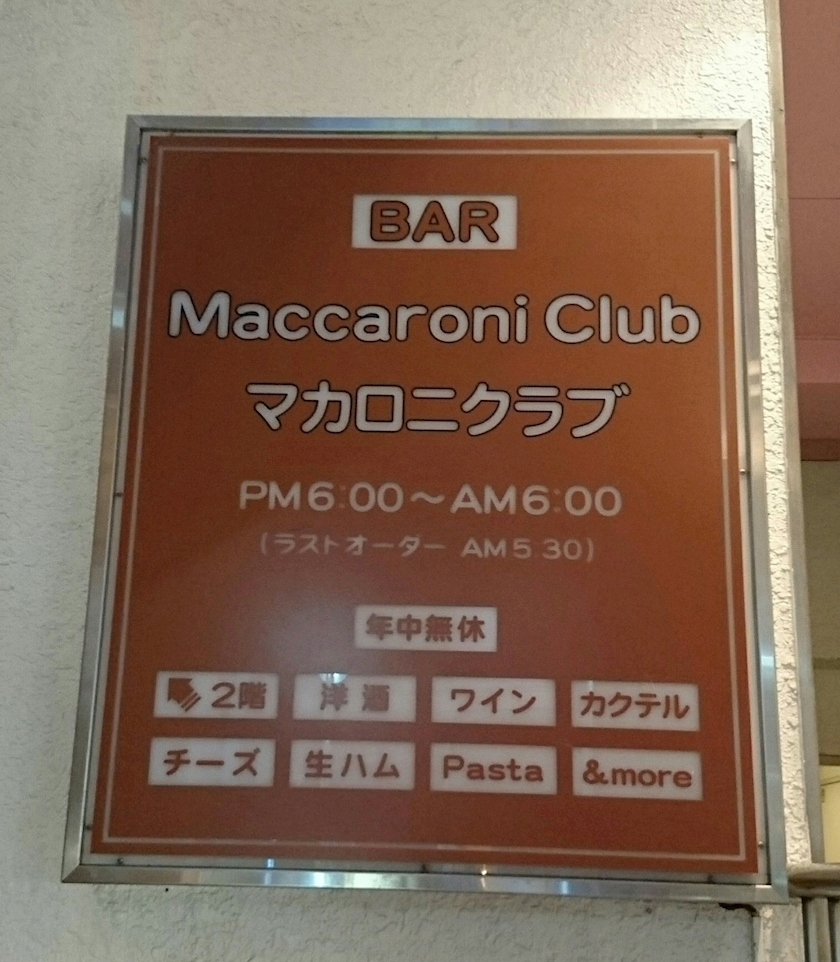 BAR
Maccaroni Club
マカロニクラブ
PM6:00～AM6:00
(ラストオーダー AM5:30)
年中無休
2階 洋酒 ワイン カクテル
チーズ 生ハム Pasta &more